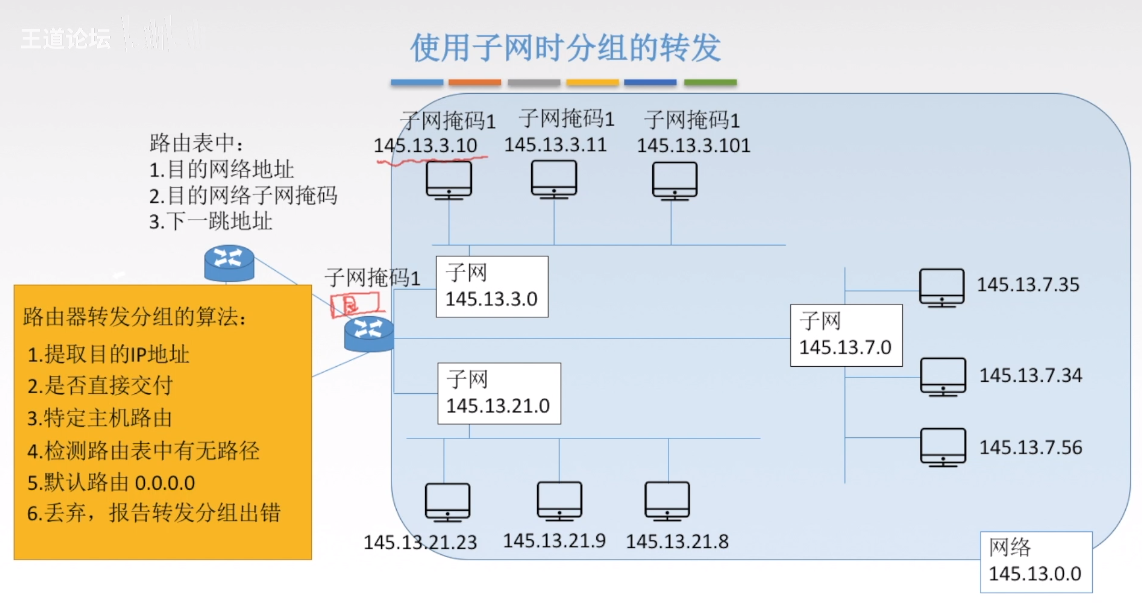 王道论坛
使用子网时分组的转发
路由表中：
1.目的网络地址
2.目的网络子网掩码
3.下一跳地址
子网掩码1
145.13.3.10
子网掩码1
145.13.3.11
子网掩码1
145.13.3.101
子网掩码1
子网
145.13.3.0
子网
145.13.7.0
145.13.7.35
145.13.7.34
145.13.7.56
子网
145.13.21.0
路由器转发分组的算法：
1.提取目的IP地址
2.是否直接交付
3.特定主机路由
4.检测路由表中有无路径
5.默认路由 0.0.0.0
6.丢弃，报告转发分组出错
145.13.21.23
145.13.21.9
145.13.21.8
网络
145.13.0.0